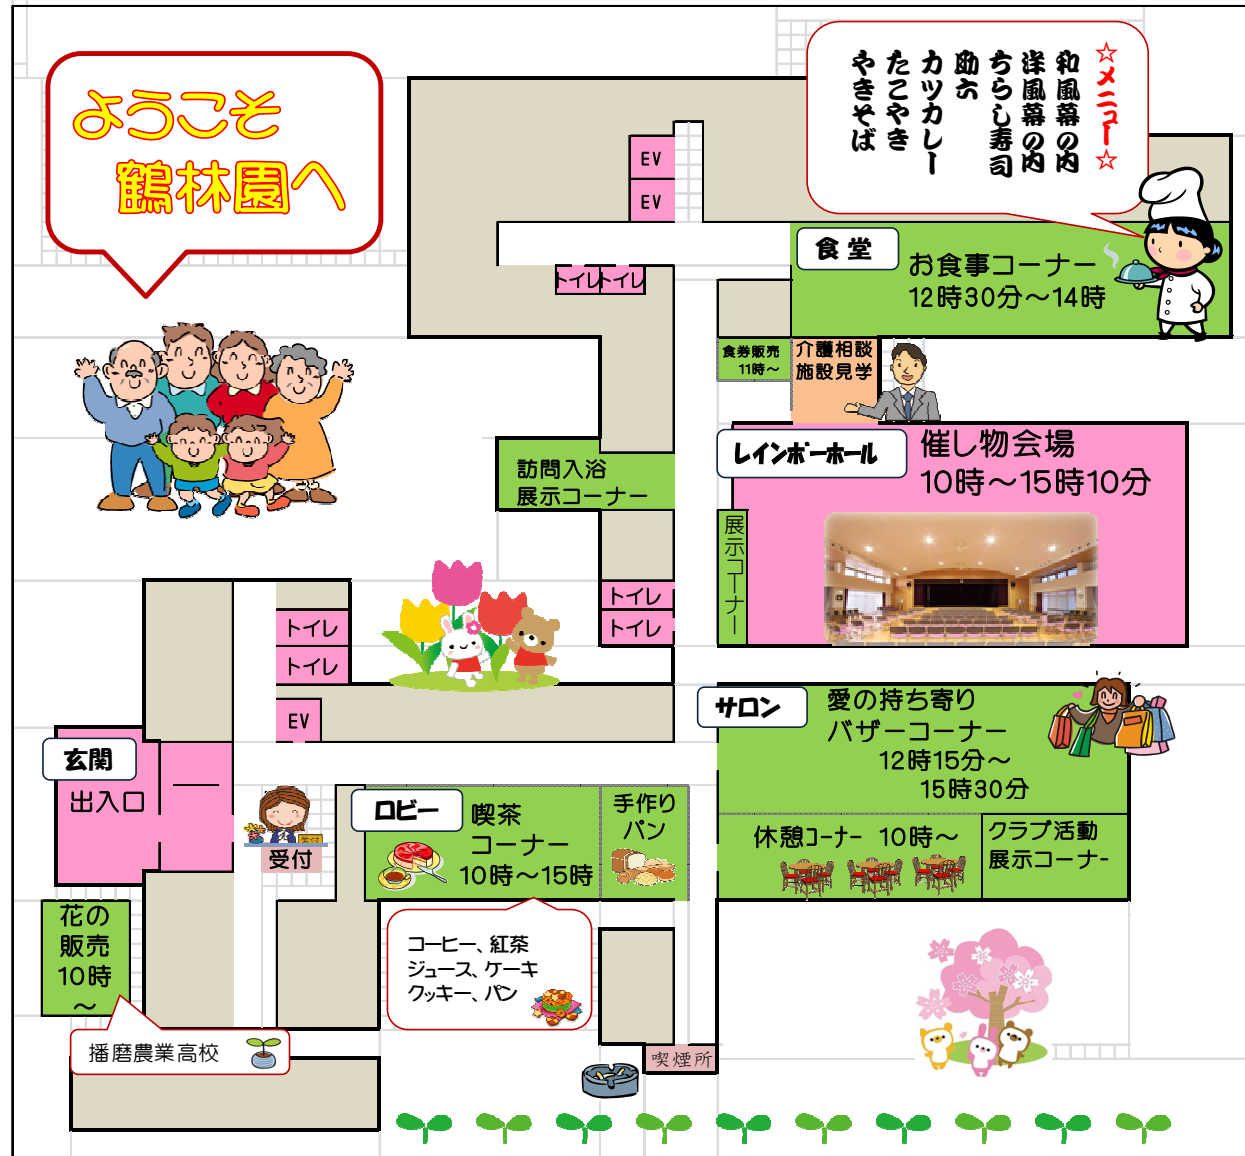 ようこそ
鶴林園へ
☆メニュー☆
和風幕の内
洋風幕の内
ちらし寿司
助六
カツカレー
たこやき
やきそば
EV
EV
トイレ
トイレ
食堂
お食事コーナー
12時30分～14時
食券販売
11時～
介護相談
施設見学
レインボーホール
催し物会場
10時～15時10分
展示コーナー
訪問入浴
展示コーナー
トイレ
トイレ
トイレ
トイレ
EV
サロン
愛の持ち寄り
バザーコーナー
12時15分～
15時30分
休憩コーナー 10時～
クラブ活動
展示コーナー
玄関
出入口
受付
受付
ロビー
喫茶
コーナー
10時～15時
手作り
パン
コーヒー、紅茶
ジュース、ケーキ
クッキー、パン
花の
販売
10時
～
播磨農業高校
喫煙所